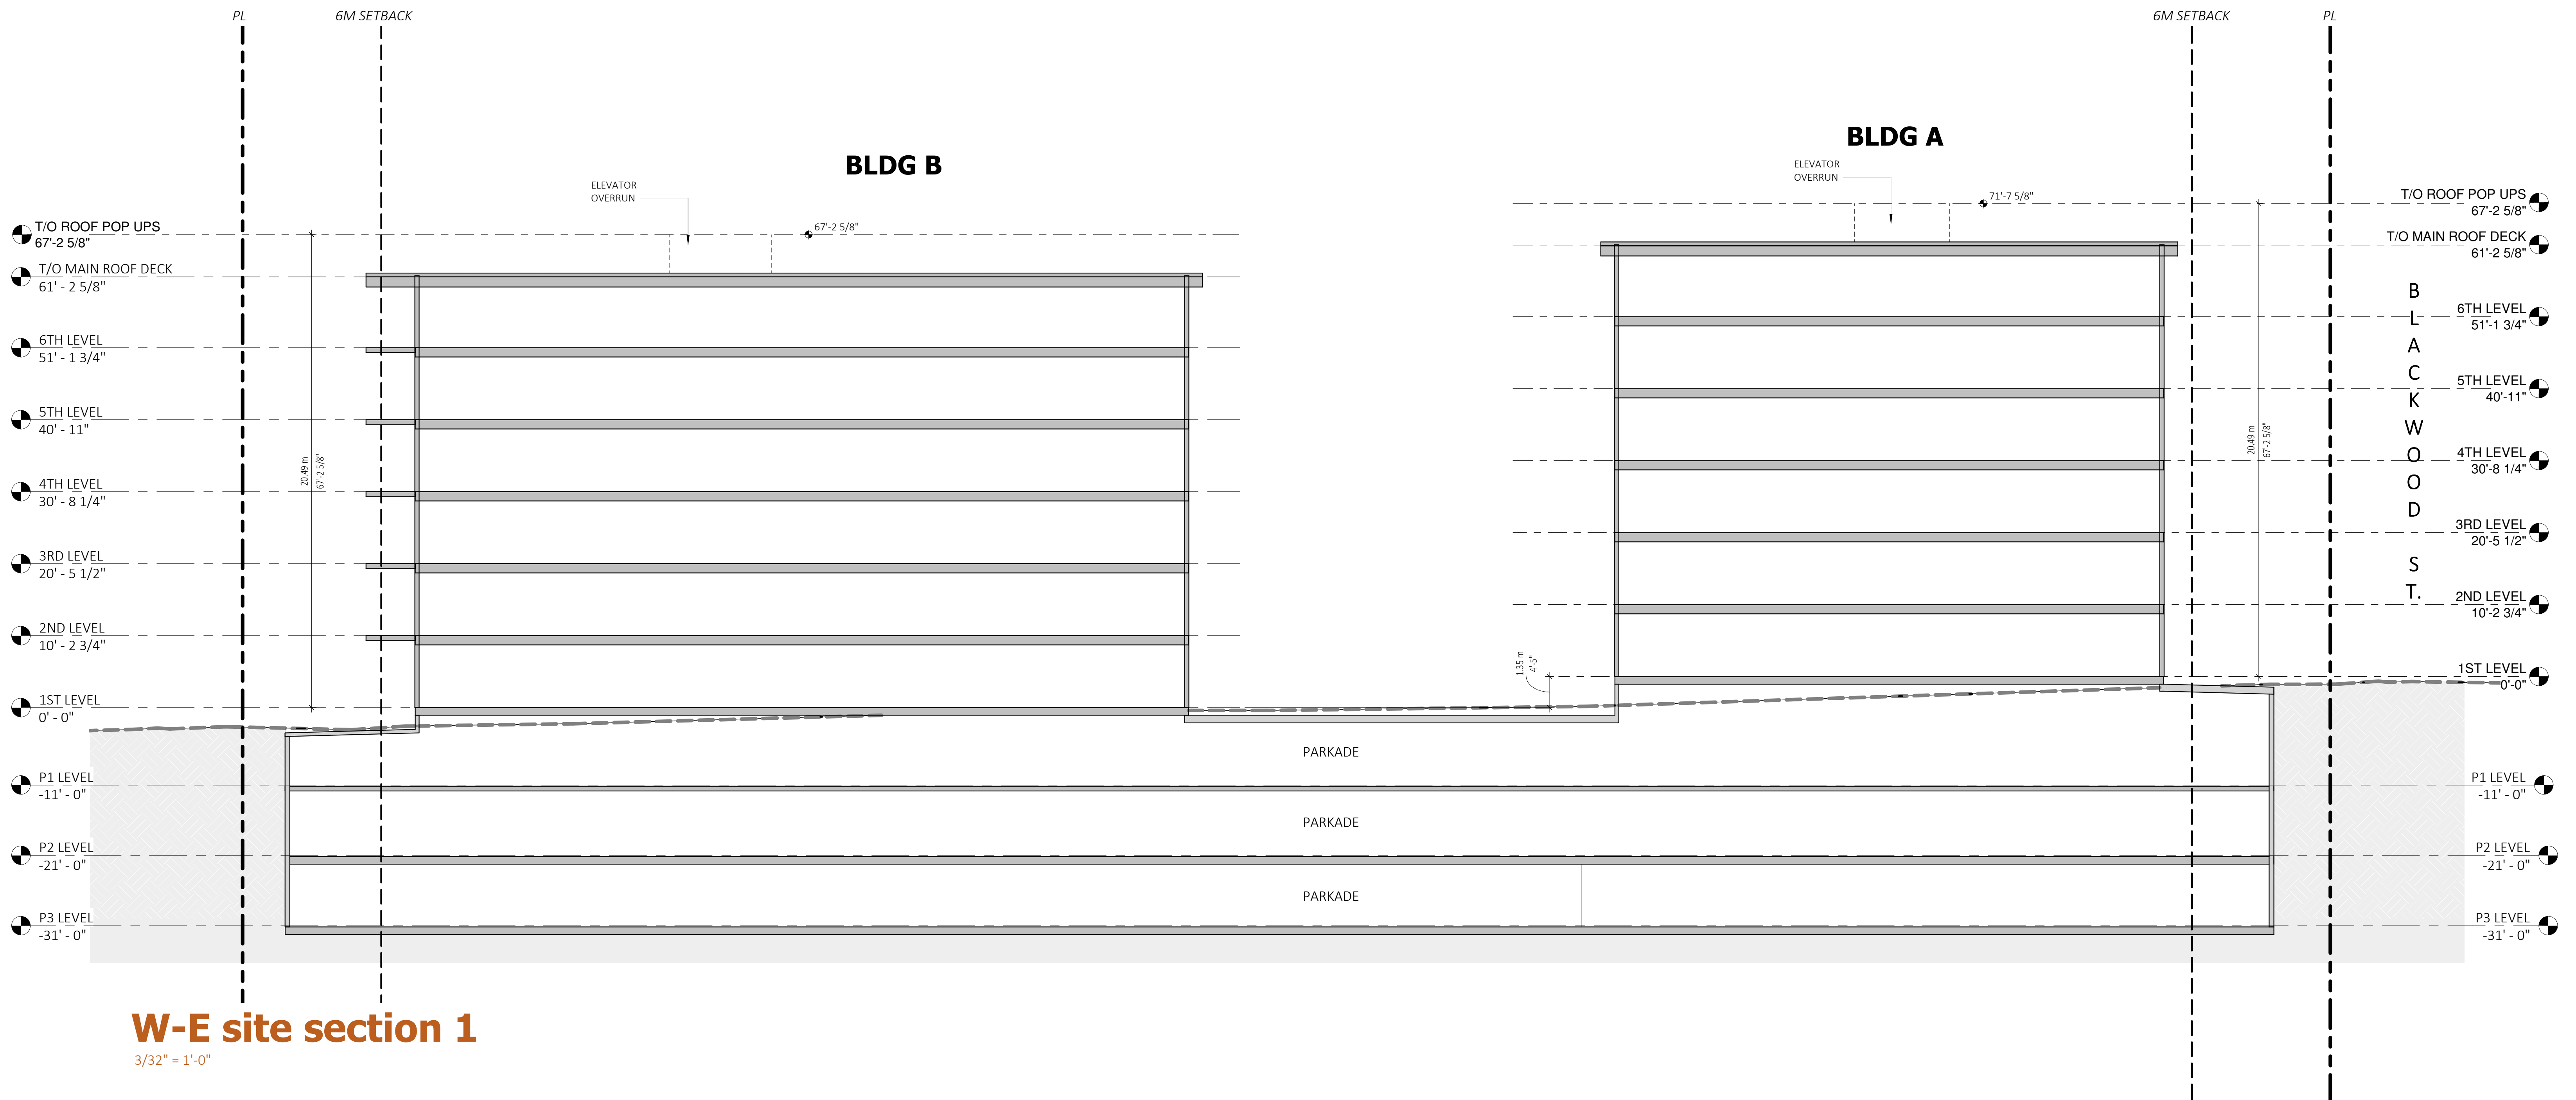 PL
6M SETBACK
6M SETBACK
PL
BLDG B
BLDG A
ELEVATOR
OVERRUN
67'-2 5/8"
ELEVATOR
OVERRUN
71'-7 5/8"
T/O ROOF POP UPS
67'-2 5/8"
T/O MAIN ROOF DECK
61' - 2 5/8"
6TH LEVEL
51' - 1 3/4"
5TH LEVEL
40' - 11"
4TH LEVEL
30' - 8 1/4"
3RD LEVEL
20' - 5 1/2"
2ND LEVEL
10' - 2 3/4"
1ST LEVEL
0' - 0"
P1 LEVEL
-11' - 0"
P2 LEVEL
-21' - 0"
P3 LEVEL
-31' - 0"
20.49 m
67'-2 5/8"
1.35 m
4'-5"
PARKADE
PARKADE
PARKADE
20.49 m
67'-2 5/8"
T/O ROOF POP UPS
67'-2 5/8"
T/O MAIN ROOF DECK
61'-2 5/8"
6TH LEVEL
51'-1 3/4"
5TH LEVEL
40'-11"
4TH LEVEL
30'-8 1/4"
3RD LEVEL
20'-5 1/2"
2ND LEVEL
10'-2 3/4"
1ST LEVEL
0'-0"
P1 LEVEL
-11' - 0"
P2 LEVEL
-21' - 0"
P3 LEVEL
-31' - 0"
BLACKWOOD ST.
W-E site section 1
3/32" = 1'-0"